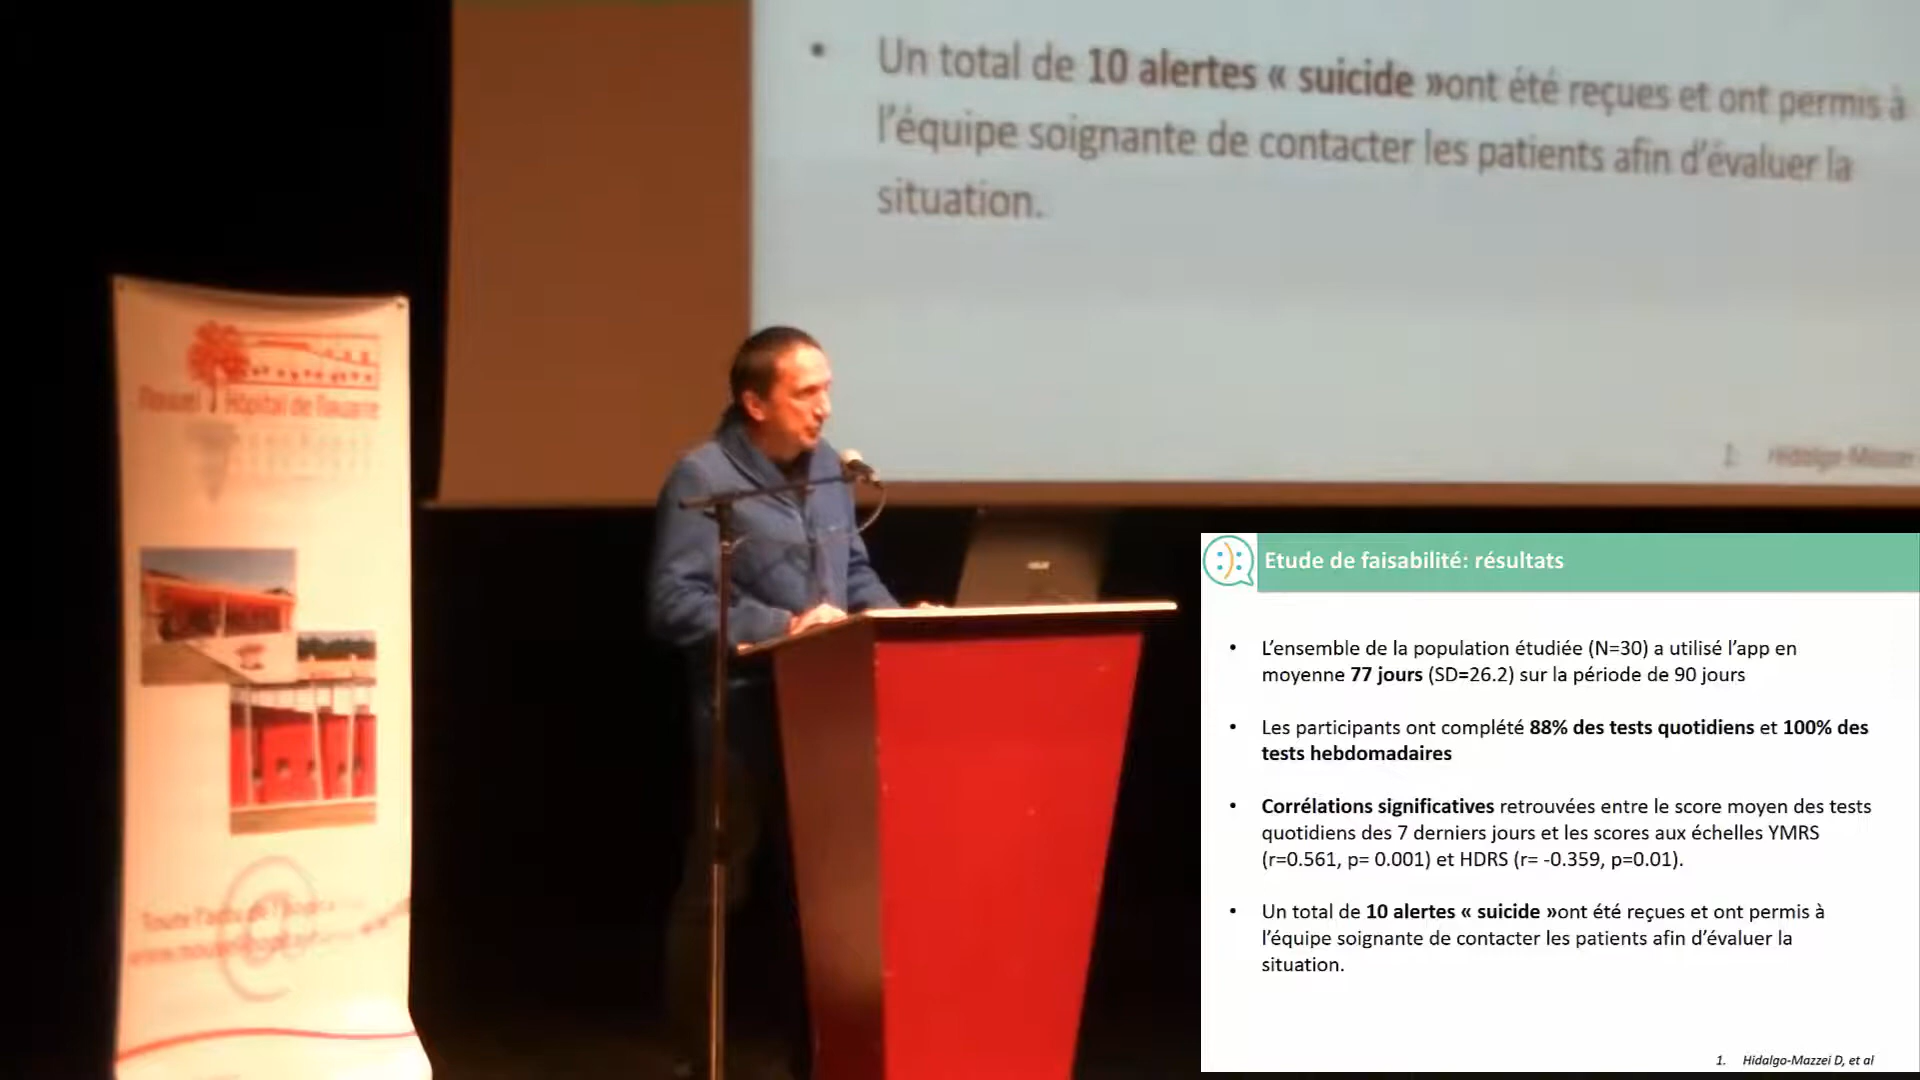 • Un total de 10 alertes « suicide »ont été reçues et ont permis à
l'équipe soignante de contacter les patients afin d'évaluer la
situation.
1. Hidalgo-Mazzei
Hôpital de
Etude de faisabilité: résultats
• L'ensemble de la population étudiée (N=30) a utilisé l'app en
moyenne 77 jours (SD=26.2) sur la période de 90 jours
• Les participants ont complété 88% des tests quotidiens et 100% des
tests hebdomadaires
• Corrélations significatives retrouvées entre le score moyen des tests
quotidiens des 7 derniers jours et les scores aux échelles YMRS
(r=0.561, p= 0.001) et HDRS (r= -0.359, p=0.01).
• Un total de 10 alertes « suicide »ont été reçues et ont permis à
l'équipe soignante de contacter les patients afin d'évaluer la
situation.
1. Hidalgo-Mazzei D, et al